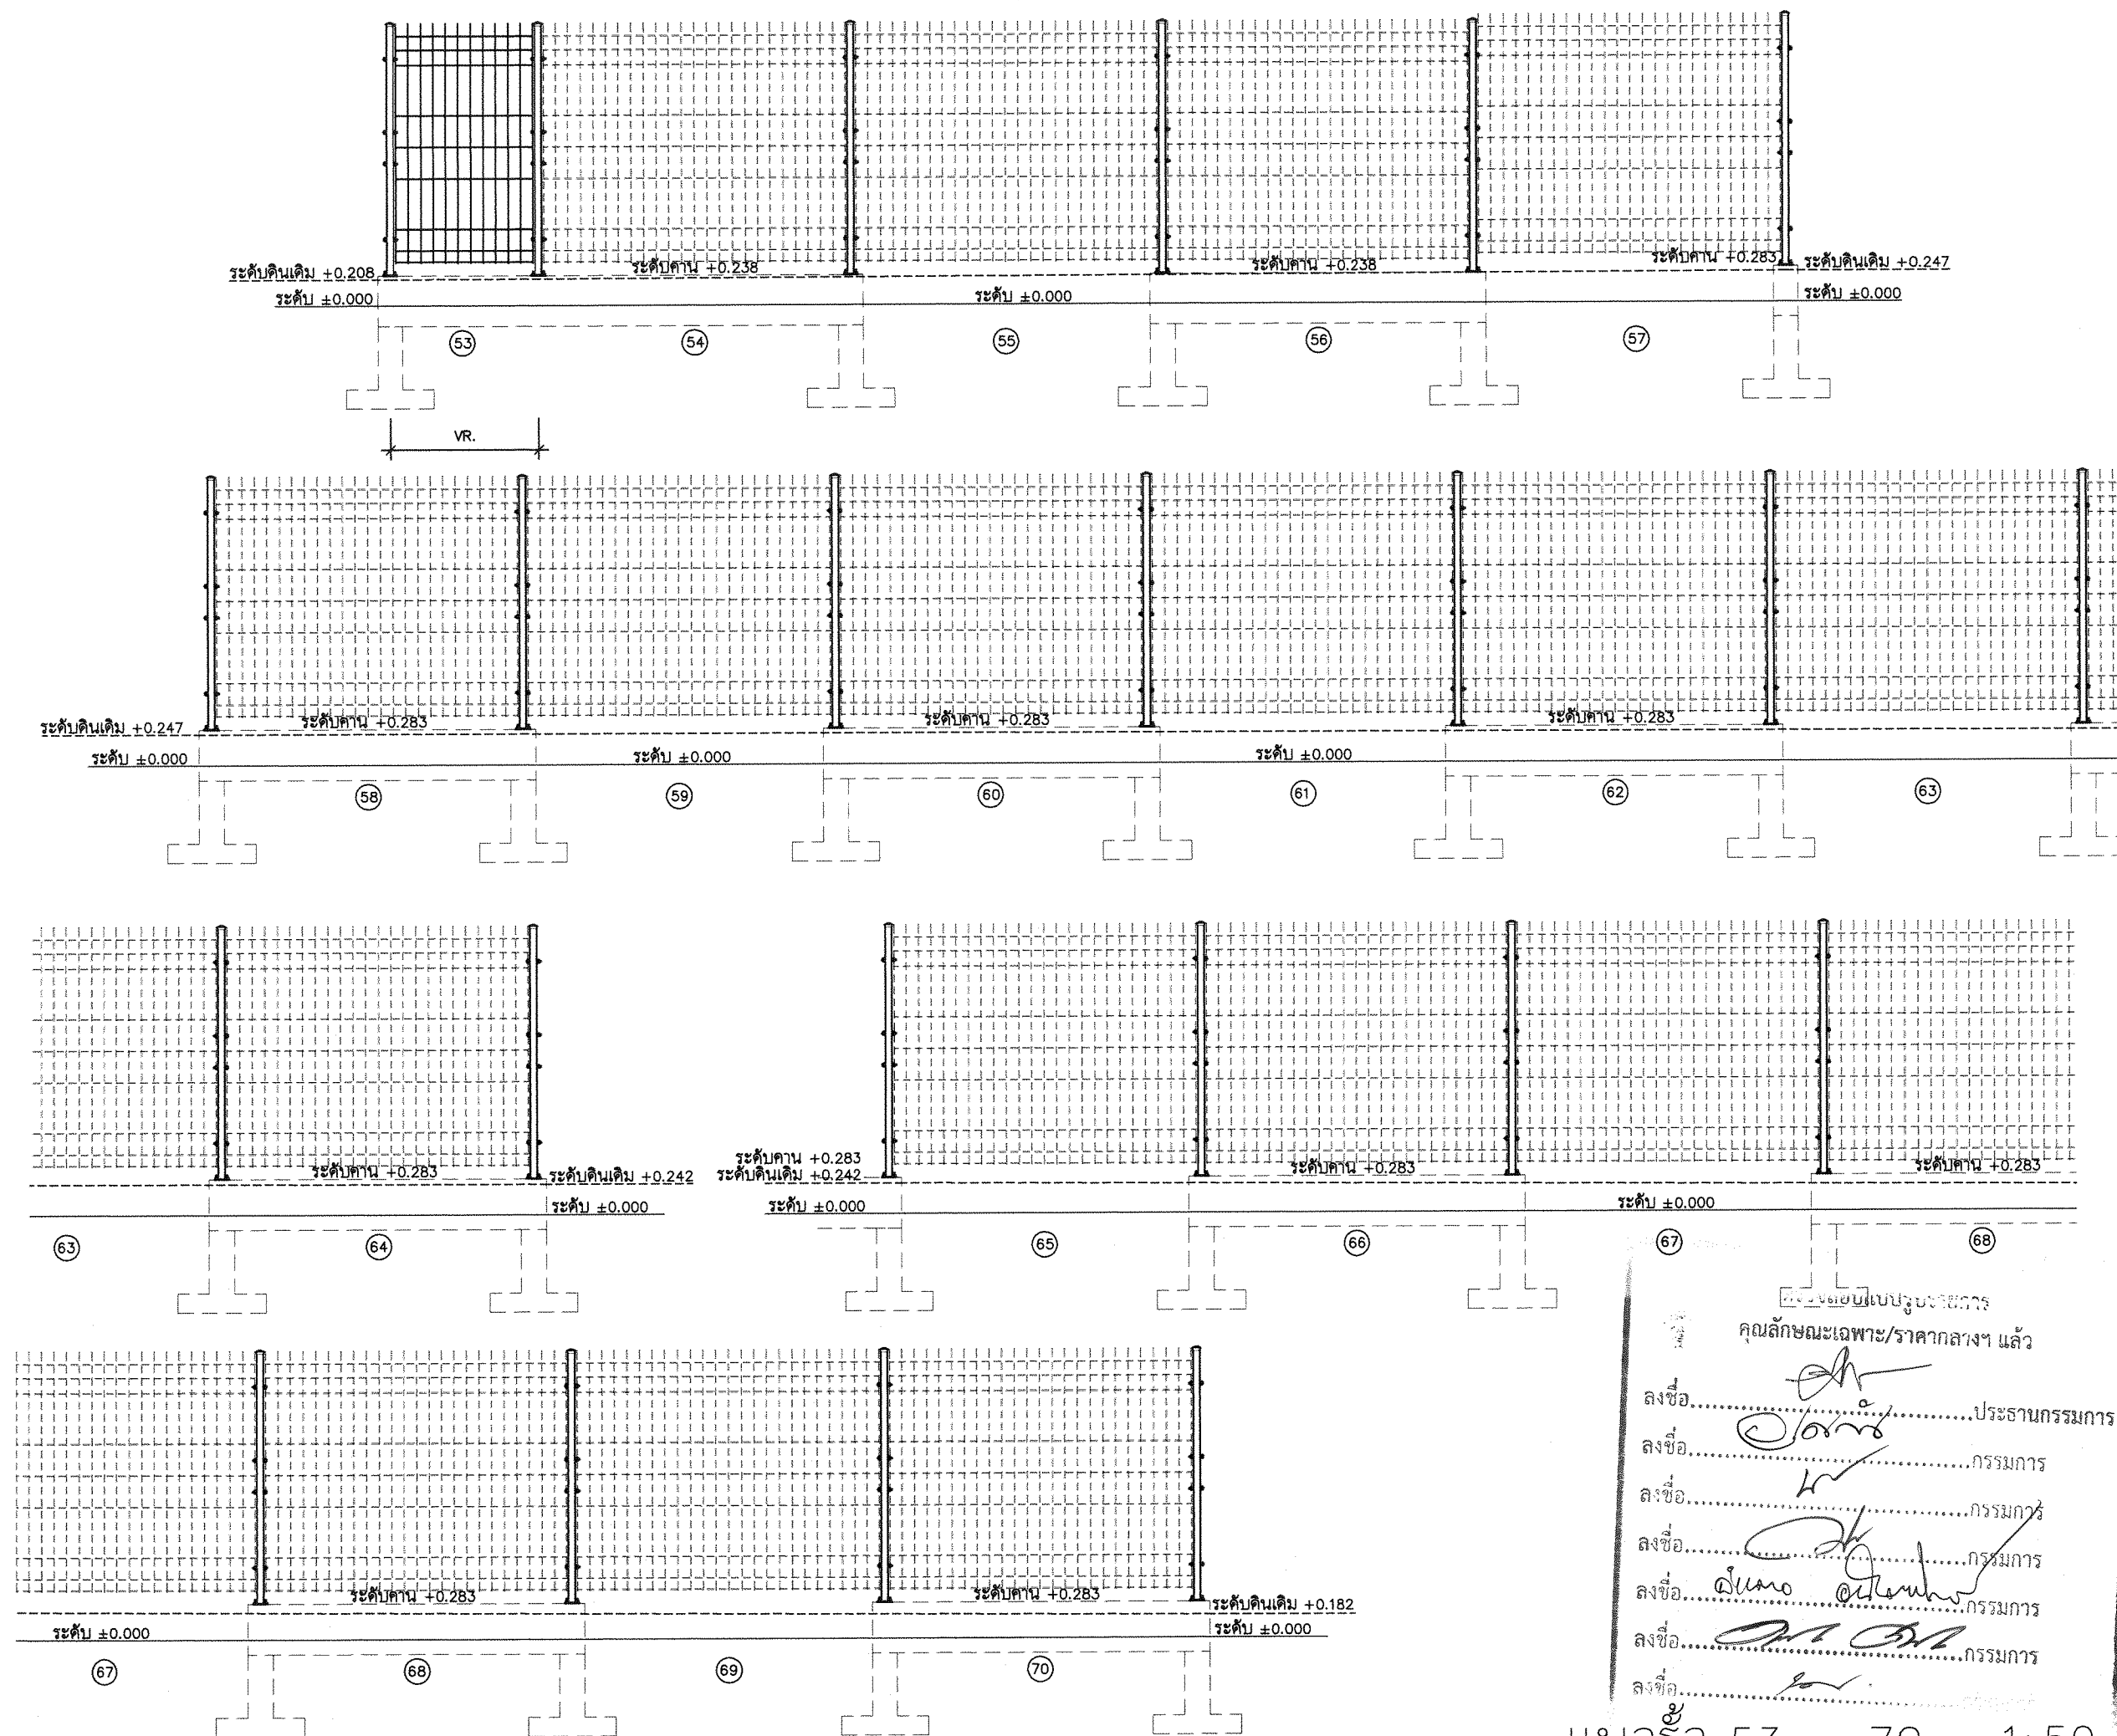 ระดับคาน +0.238
ระดับคาน +0.238
ระดับคาน +0.283
ระดับดินเดิม +0.208
ระดับดินเดิม +0.247
ระดับ ±0.000
ระดับ ±0.000
ระดับ ±0.000
53
54
55
56
57
VR.
ระดับคาน +0.283
ระดับคาน +0.283
ระดับคาน +0.283
ระดับดินเดิม +0.247
ระดับ ±0.000
ระดับ ±0.000
ระดับ ±0.000
58
59
60
61
62
63
ระดับคาน +0.283
ระดับดินเดิม +0.242
ระดับ ±0.000
63
64
ระดับคาน +0.283
ระดับดินเดิม +0.242
ระดับคาน +0.283
ระดับคาน +0.283
ระดับ ±0.000
ระดับ ±0.000
65
66
67
68
ระดับคาน +0.283
ระดับคาน +0.283
ระดับดินเดิม +0.182
ระดับ ±0.000
ระดับ ±0.000
67
68
69
70
คุณลักษณะเฉพาะ/ราคากลางฯ แล้ว
ลงชื่อ...............ประธานกรรมการ
ลงชื่อ...............กรรมการ
ลงชื่อ...............กรรมการ
ลงชื่อ...............กรรมการ
ลงชื่อ...............กรรมการ
ลงชื่อ...............กรรมการ
ลงชื่อ...............